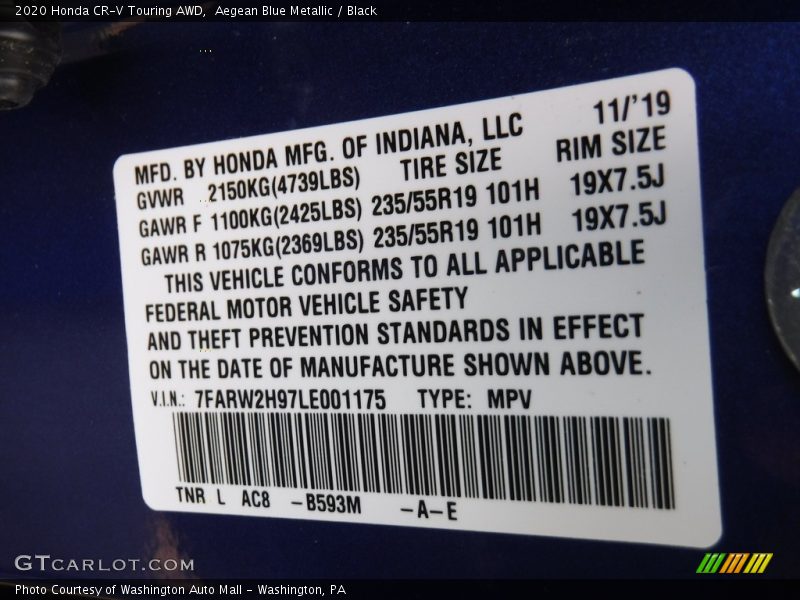 2020 Honda CR-V Touring AWD, Aegean Blue Metallic / Black
11/'19
MFD. BY HONDA MFG. OF INDIANA, LLC
GVWR 2150KG(4739LBS) TIRE SIZE RIM SIZE
GAWR F 1100KG(2425LBS) 235/55R19 101H 19X7.5J
GAWR R 1075KG(2369LBS) 235/55R19 101H 19X7.5J
THIS VEHICLE CONFORMS TO ALL APPLICABLE
FEDERAL MOTOR VEHICLE SAFETY
AND THEFT PREVENTION STANDARDS IN EFFECT
ON THE DATE OF MANUFACTURE SHOWN ABOVE.
V.I.N.: 7FARW2H97LE001175 TYPE: MPV
TNR L AC8 -B593M -A-E
GTCARLOT.COM
Photo Courtesy of Washington Auto Mall - Washington, PA